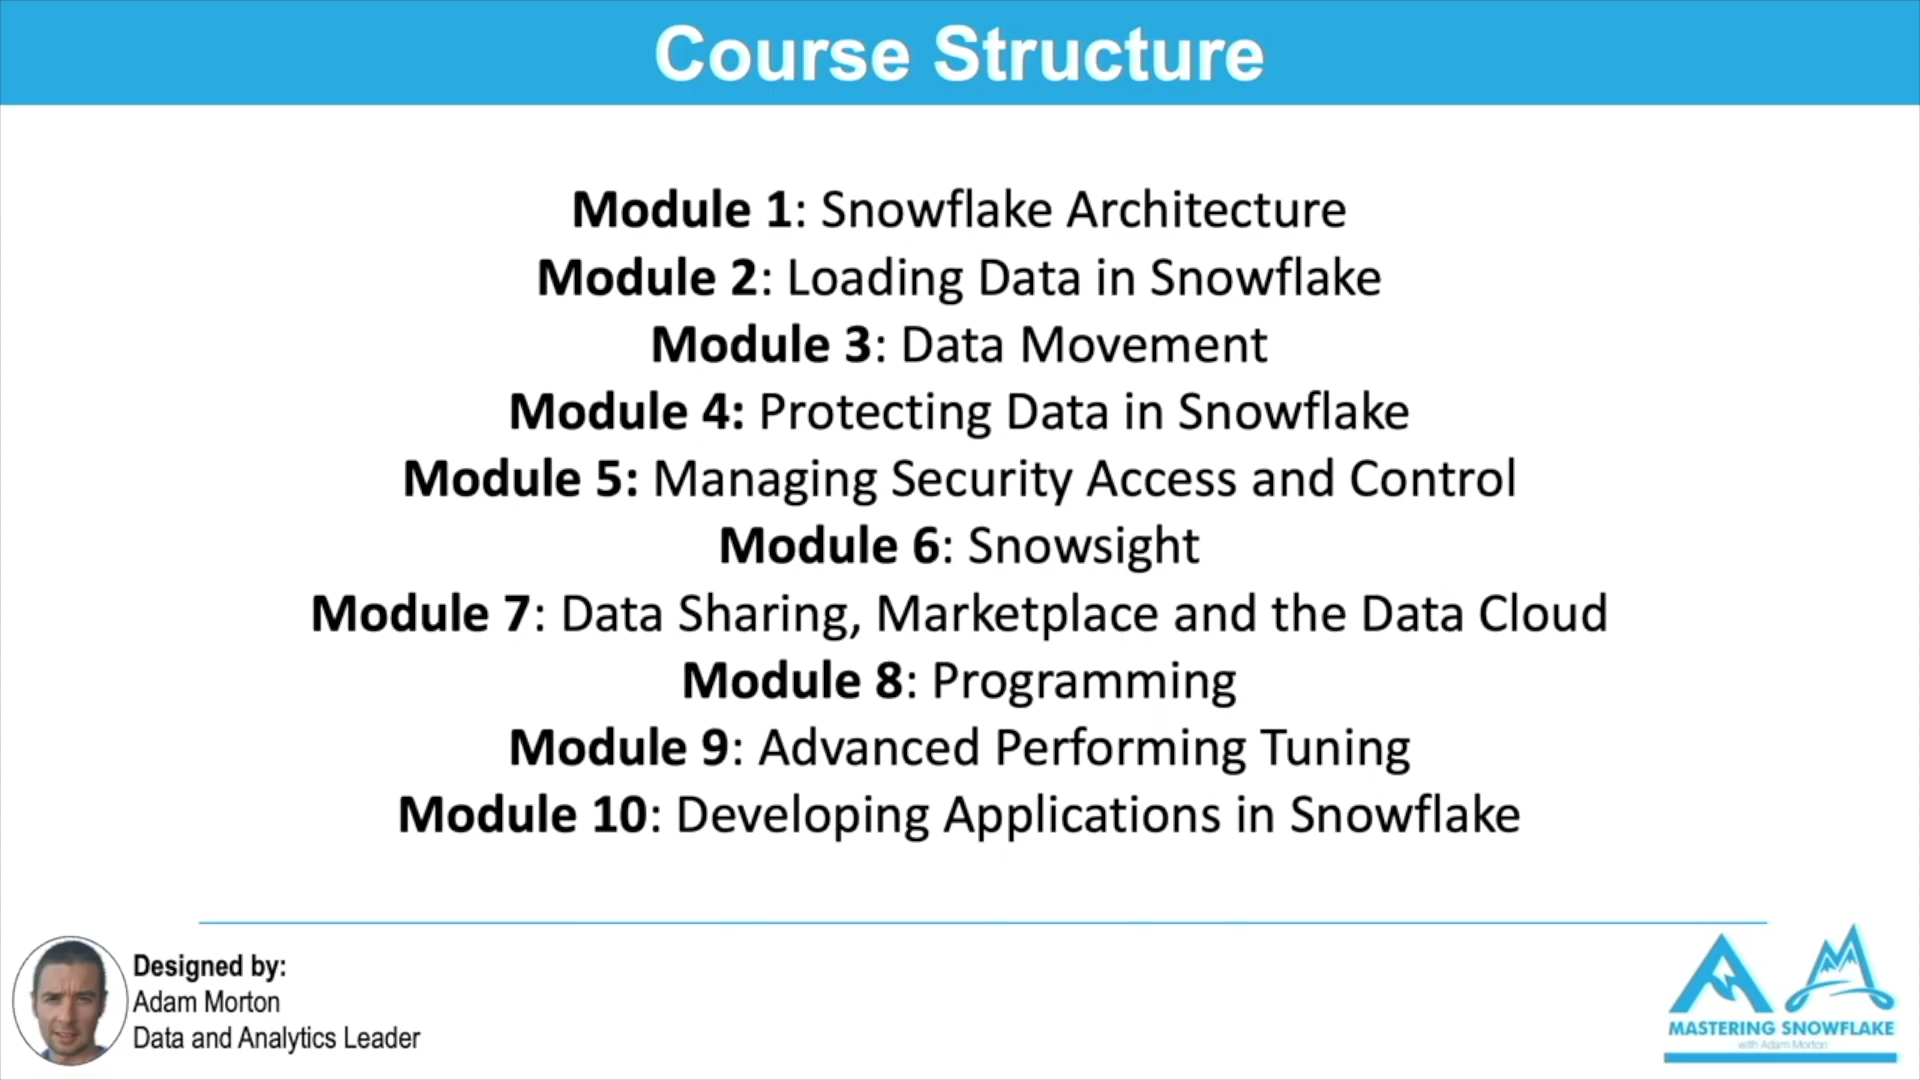 Course Structure
Module 1: Snowflake Architecture
Module 2: Loading Data in Snowflake
Module 3: Data Movement
Module 4: Protecting Data in Snowflake
Module 5: Managing Security Access and Control
Module 6: Snowsight
Module 7: Data Sharing, Marketplace and the Data Cloud
Module 8: Programming
Module 9: Advanced Performing Tuning
Module 10: Developing Applications in Snowflake
Designed by:
Adam Morton
Data and Analytics Leader
MASTERING SNOWFLAKE
with Adam Morton